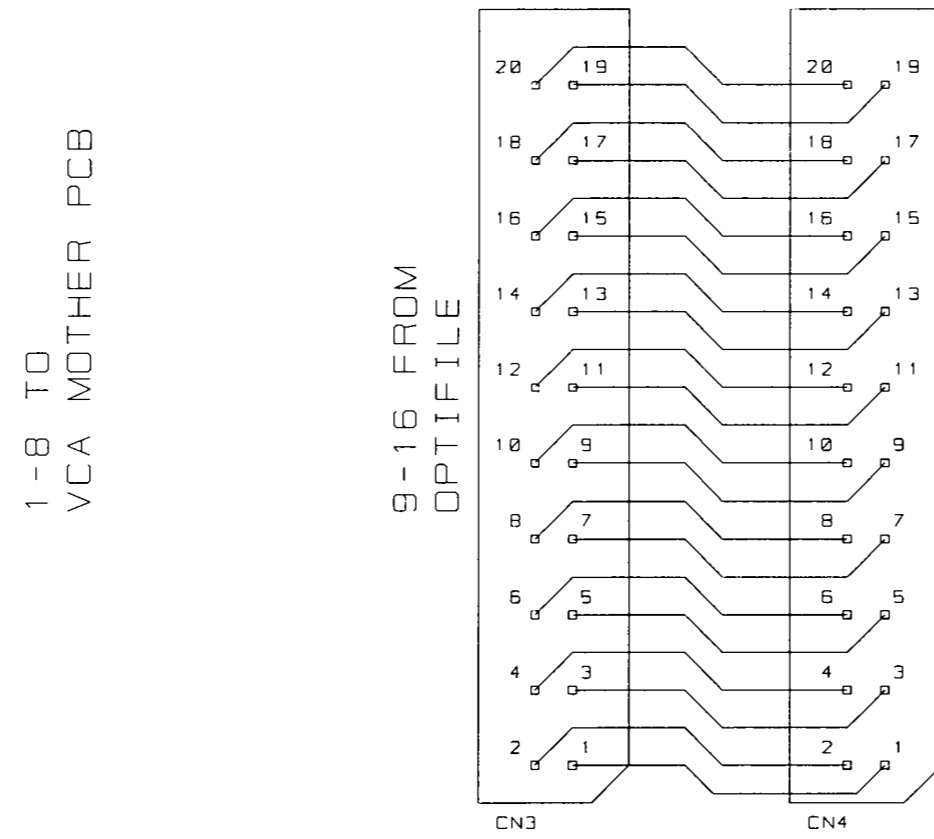 1-8 TO
VCA MOTHER PCB
9-16 FROM
OPTIFILE
20 19 20 19
18 17 18 17
16 15 16 15
14 13 14 13
12 11 12 11
10 9 10 9
8 7 8 7
6 5 6 5
4 3 4 3
2 1 2 1
CN3 CN4